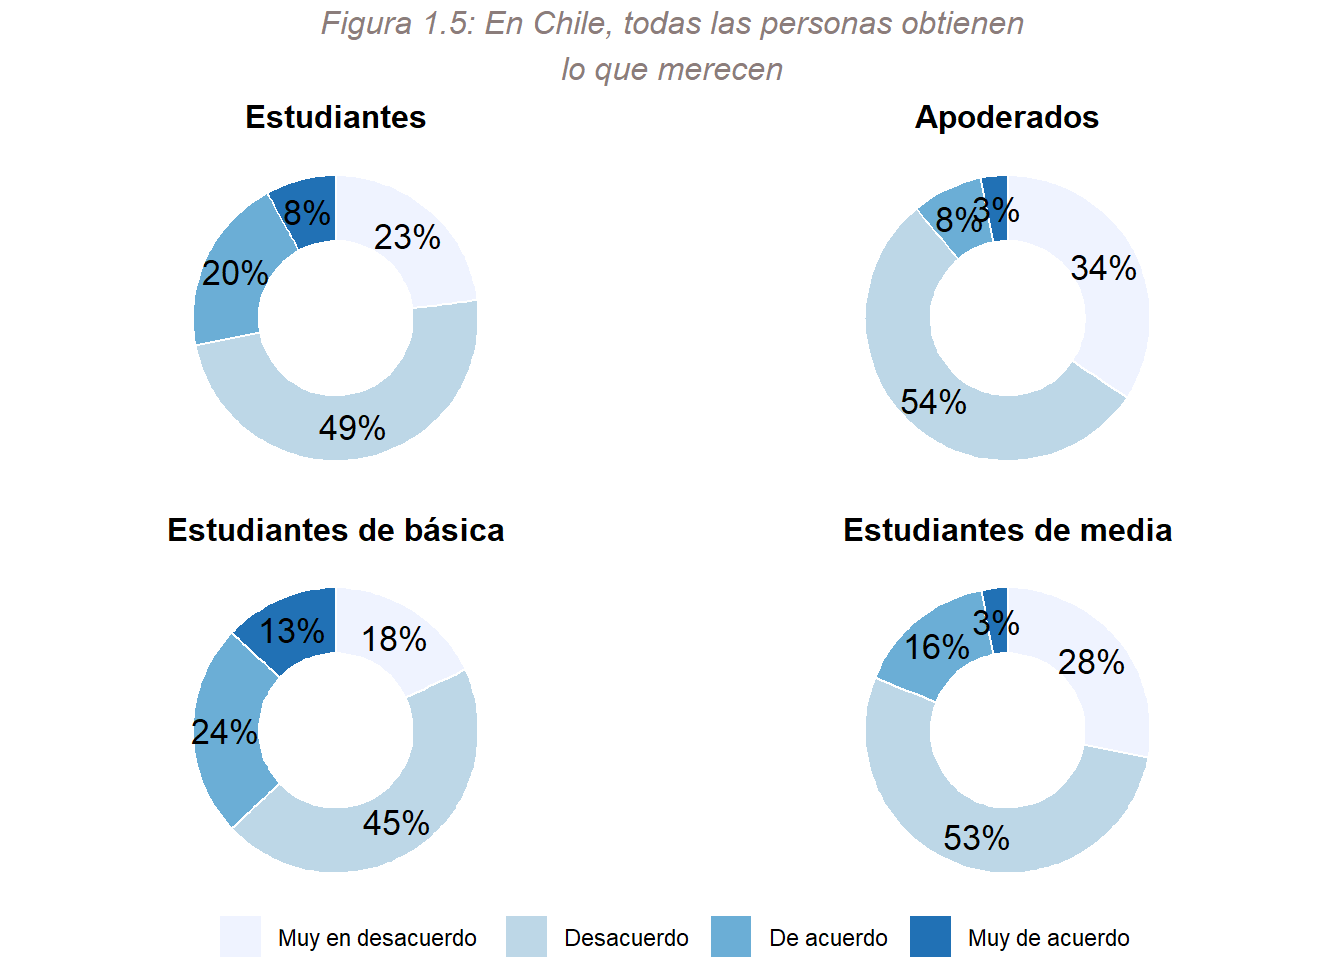 Figura 1.5: En Chile, todas las personas obtienen
lo que merecen
Estudiantes
Apoderados
8%
23%
20%
49%
8%
3%
34%
54%
Estudiantes de básica
Estudiantes de media
13%
18%
24%
45%
3%
16%
28%
53%
Muy en desacuerdo
Desacuerdo
De acuerdo
Muy de acuerdo